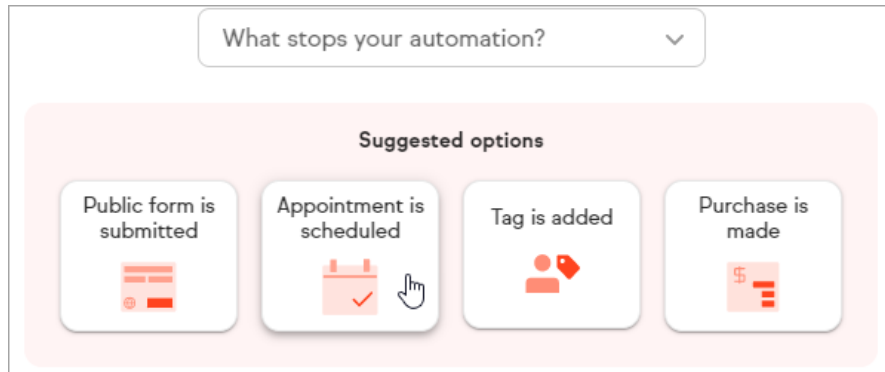 What stops your automation?
Suggested options
Public form is
submitted
Appointment is
scheduled
Tag is added
Purchase is
made
$